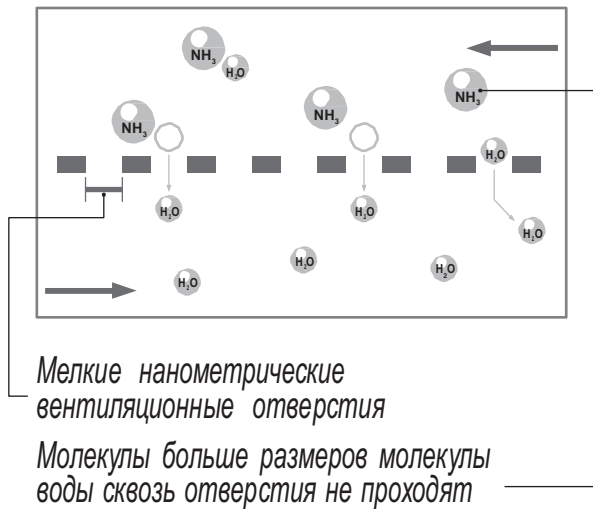 NH₃
H₂O
NH₃
NH₃
NH₃
H₂O
H₂O
H₂O
H₂O
H₂O
H₂O
H₂O
Мелкие нанометрические
вентиляционные отверстия
Молекулы больше размеров молекулы
воды сквозь отверстия не проходят